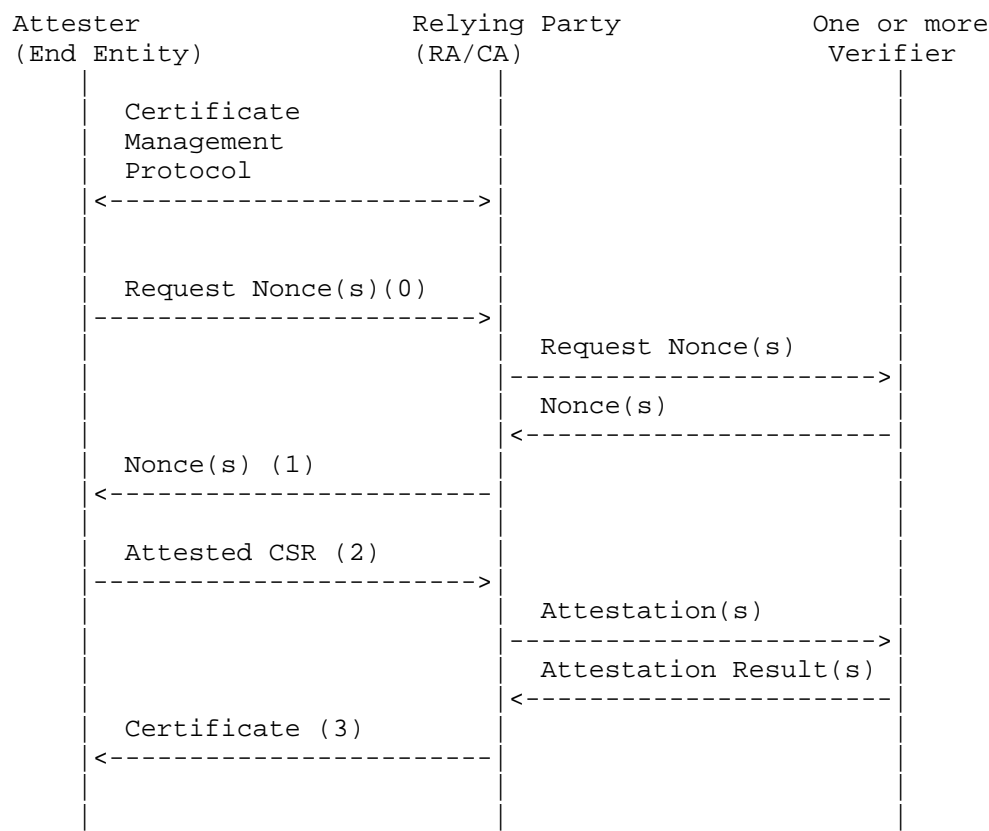 Attester Relying Party One or more
(End Entity) (RA/CA) Verifier
Certificate
Management
Protocol
Request Nonce(s)(0)
Request Nonce(s)
Nonce(s)
Nonce(s) (1)
Attested CSR (2)
Attestation(s)
Attestation Result(s)
Certificate (3)